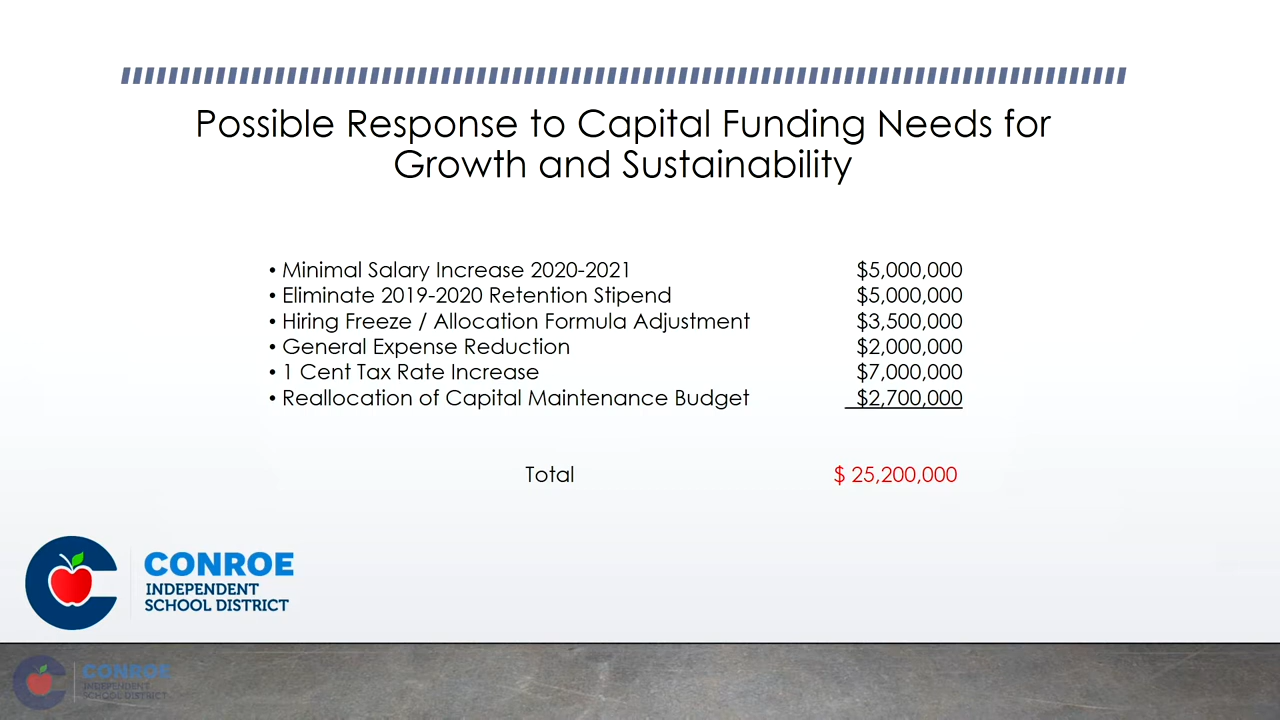 Possible Response to Capital Funding Needs for
Growth and Sustainability
• Minimal Salary Increase 2020-2021 $5,000,000
• Eliminate 2019-2020 Retention Stipend $5,000,000
• Hiring Freeze / Allocation Formula Adjustment $3,500,000
• General Expense Reduction $2,000,000
• 1 Cent Tax Rate Increase $7,000,000
• Reallocation of Capital Maintenance Budget $2,700,000
Total $ 25,200,000
CONROE
INDEPENDENT
SCHOOL DISTRICT
CONROE
INDEPENDENT
SCHOOL DISTRICT